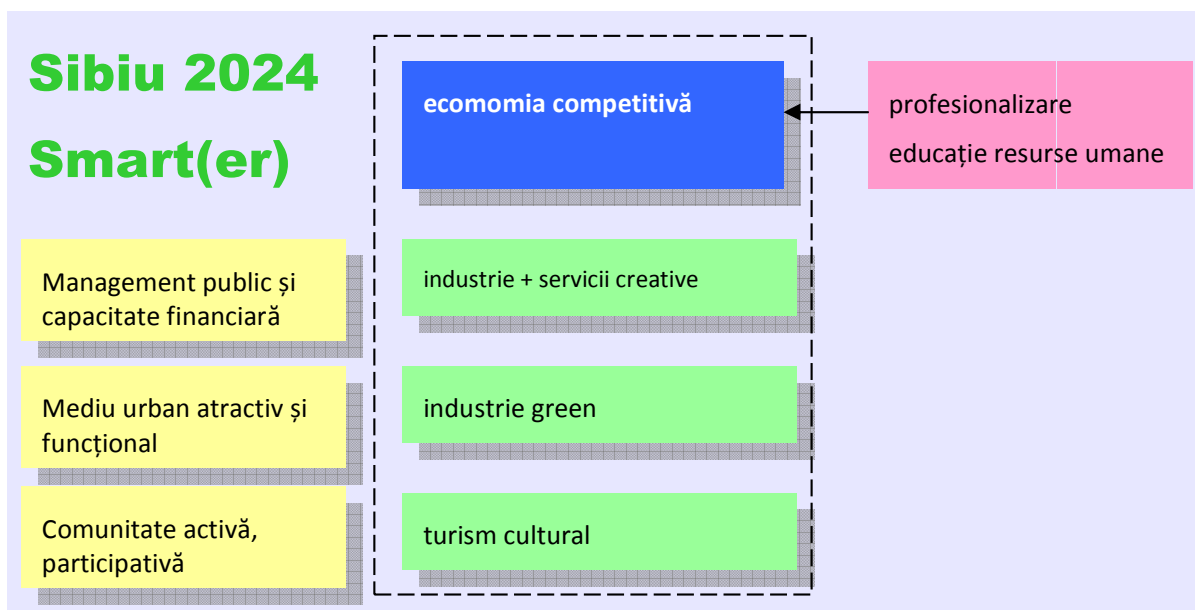 Sibiu 2024
Smart(er)
ecomomia competitivă
profesionalizare
educație resurse umane
Management public și
capacitate financiară
industrie + servicii creative
Mediu urban atractiv și
funcțional
industrie green
Comunitate activă,
participativă
turism cultural